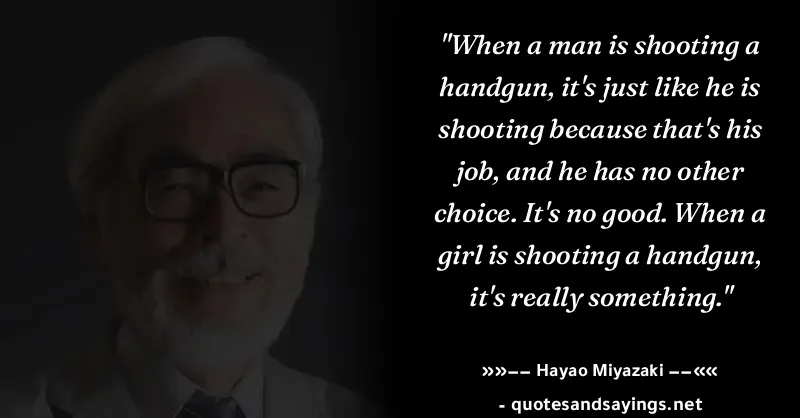 "When a man is shooting a
handgun, it's just like he is
shooting because that's his
job, and he has no other
choice. It's no good. When a
girl is shooting a handgun,
it's really something."
»»−− Hayao Miyazaki −−««
- quotesandsayings.net